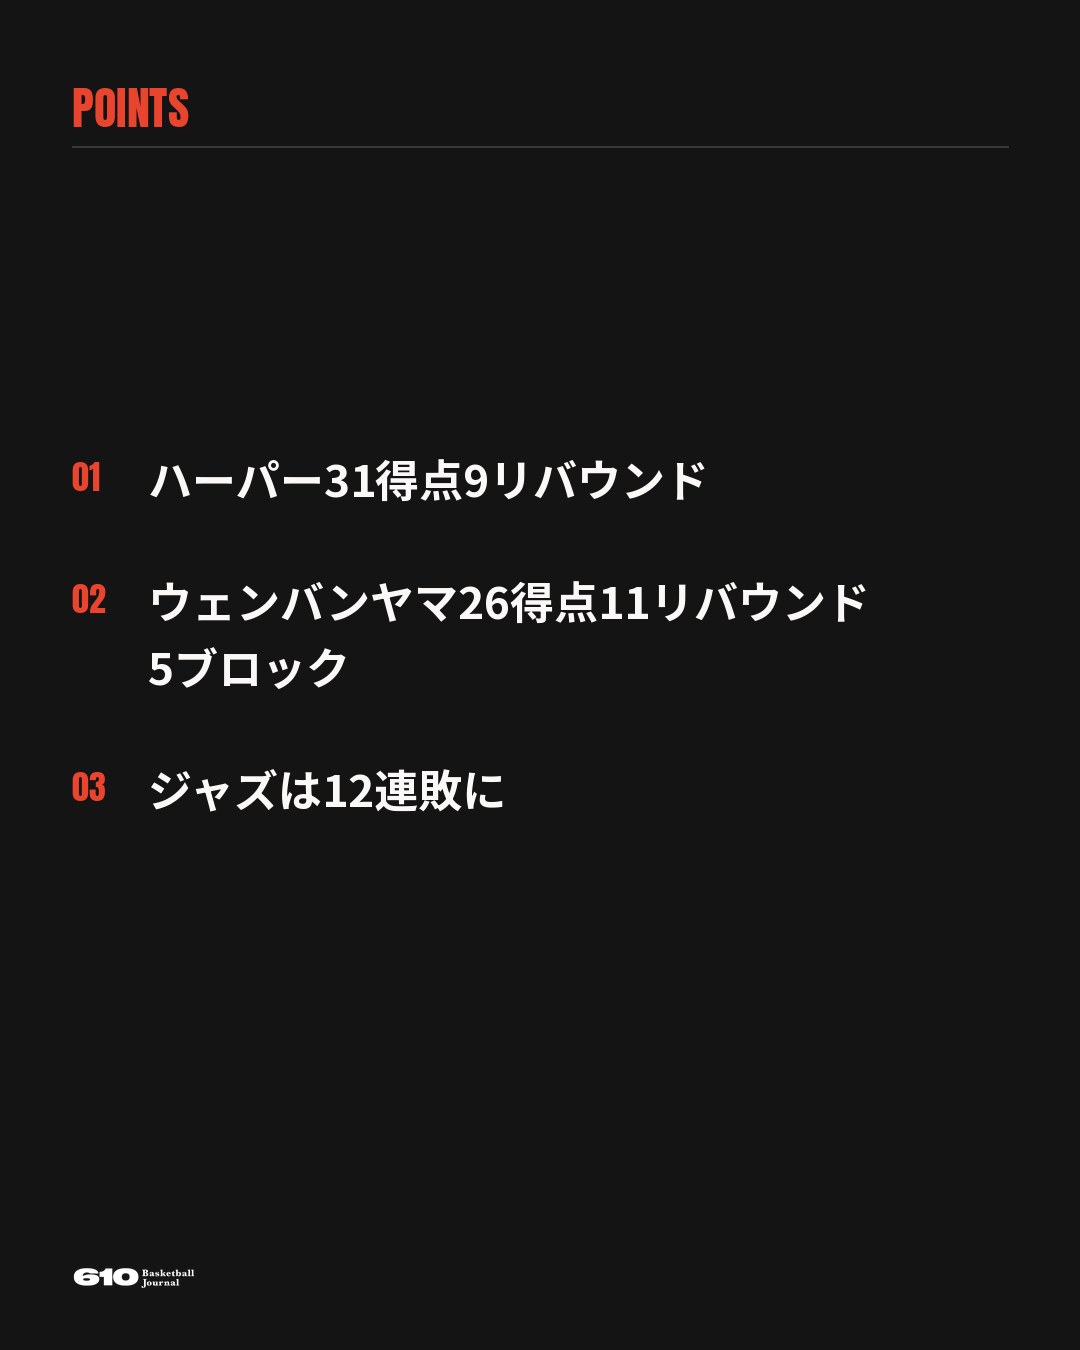 POINTS
01 ハーパー31得点9リバウンド
02 ウェンバンヤマ26得点11リバウンド
5ブロック
03 ジャズは12連敗に
610 Basketball
Journal